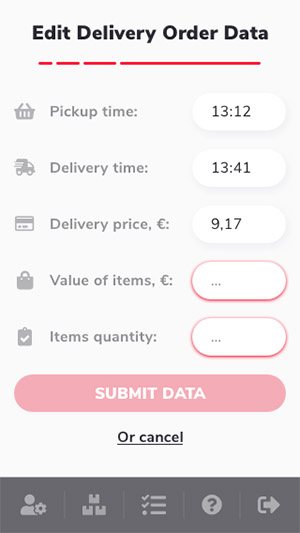 Edit Delivery Order Data
Pickup time: 13:12
Delivery time: 13:41
Delivery price, €: 9,17
Value of items, €: ...
Items quantity: ...
SUBMIT DATA
Or cancel
?